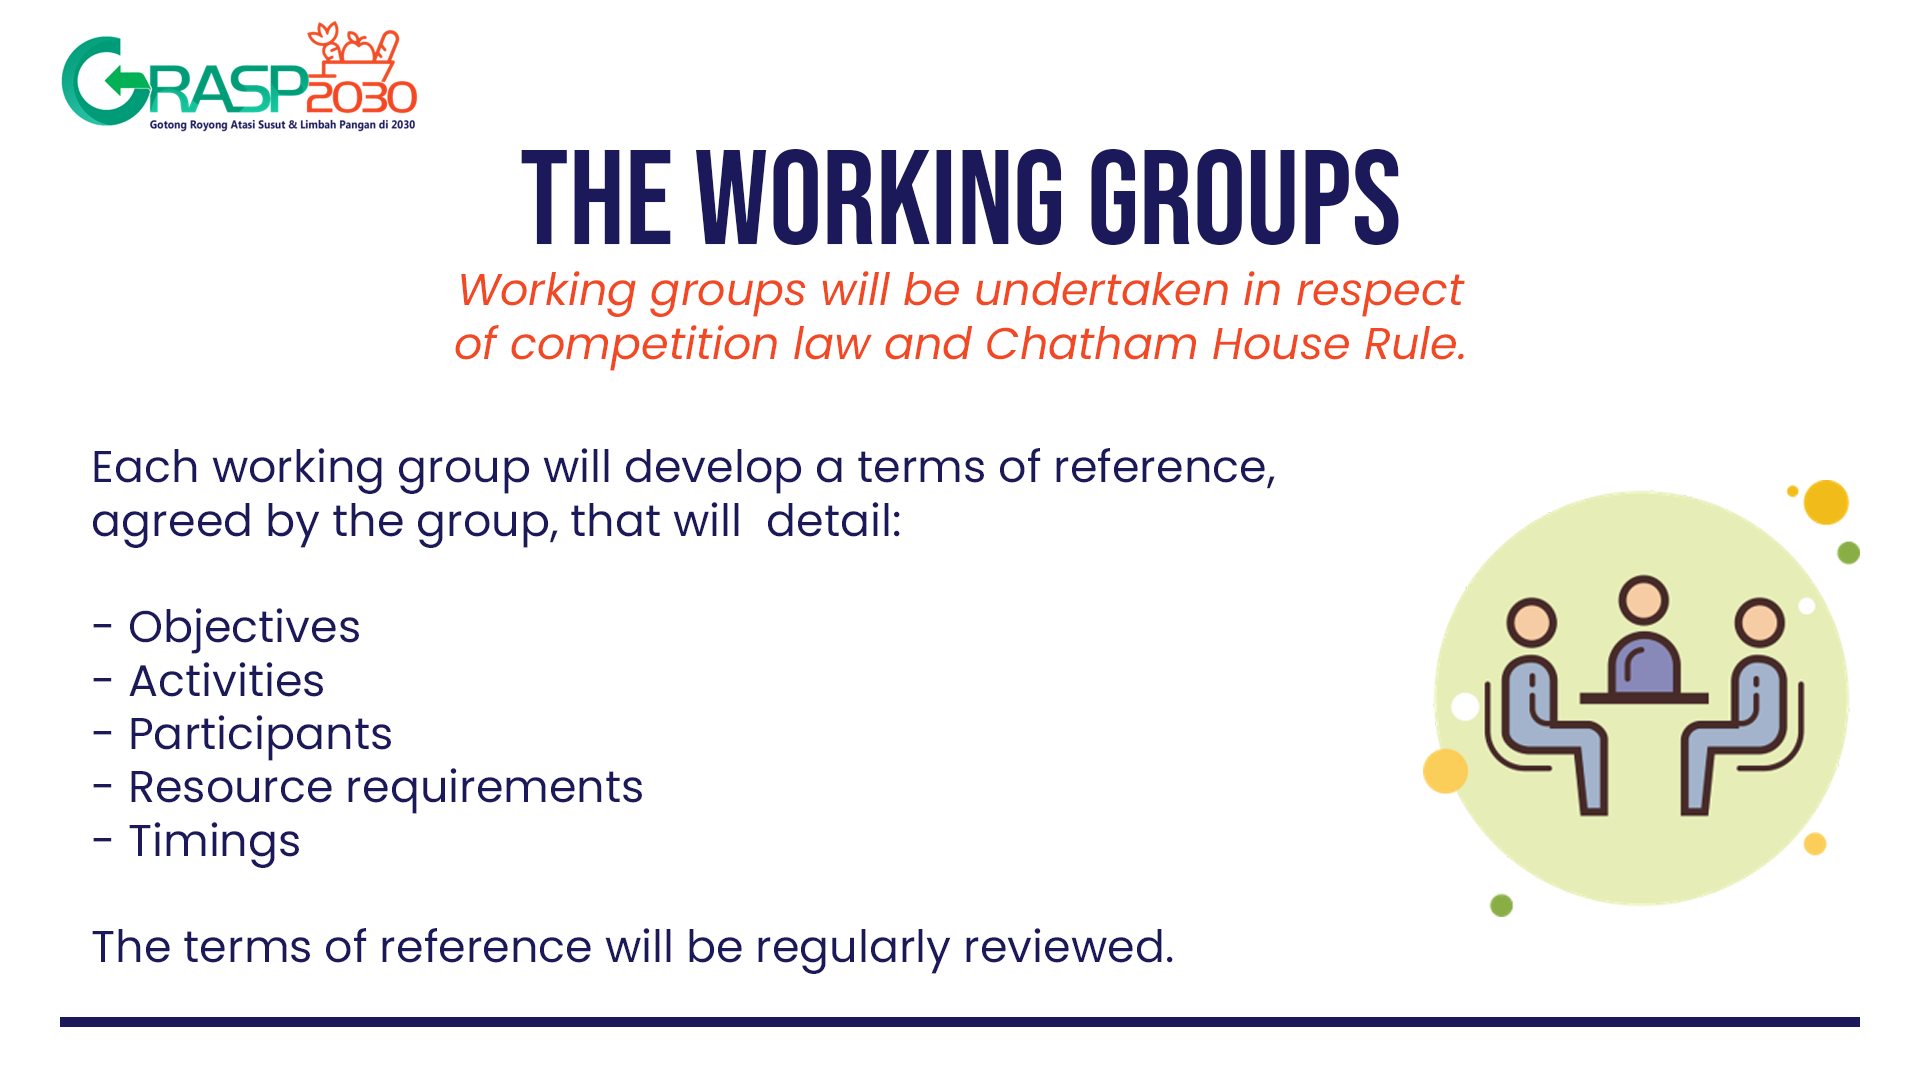 GRASP
2030
Gotong Royong Atasi Susut & Limbah Pangan di 2030
THE WORKING GROUPS
Working groups will be undertaken in respect
of competition law and Chatham House Rule.
Each working group will develop a terms of reference,
agreed by the group, that will  detail:
- Objectives
- Activities
- Participants
- Resource requirements
- Timings
The terms of reference will be regularly reviewed.